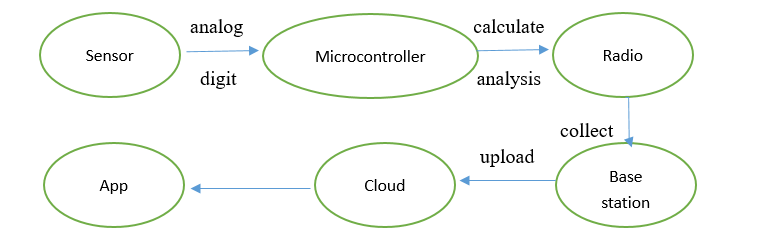 analog
calculate
Sensor
Microcontroller
Radio
digit
analysis
collect
upload
App
Cloud
Base
station